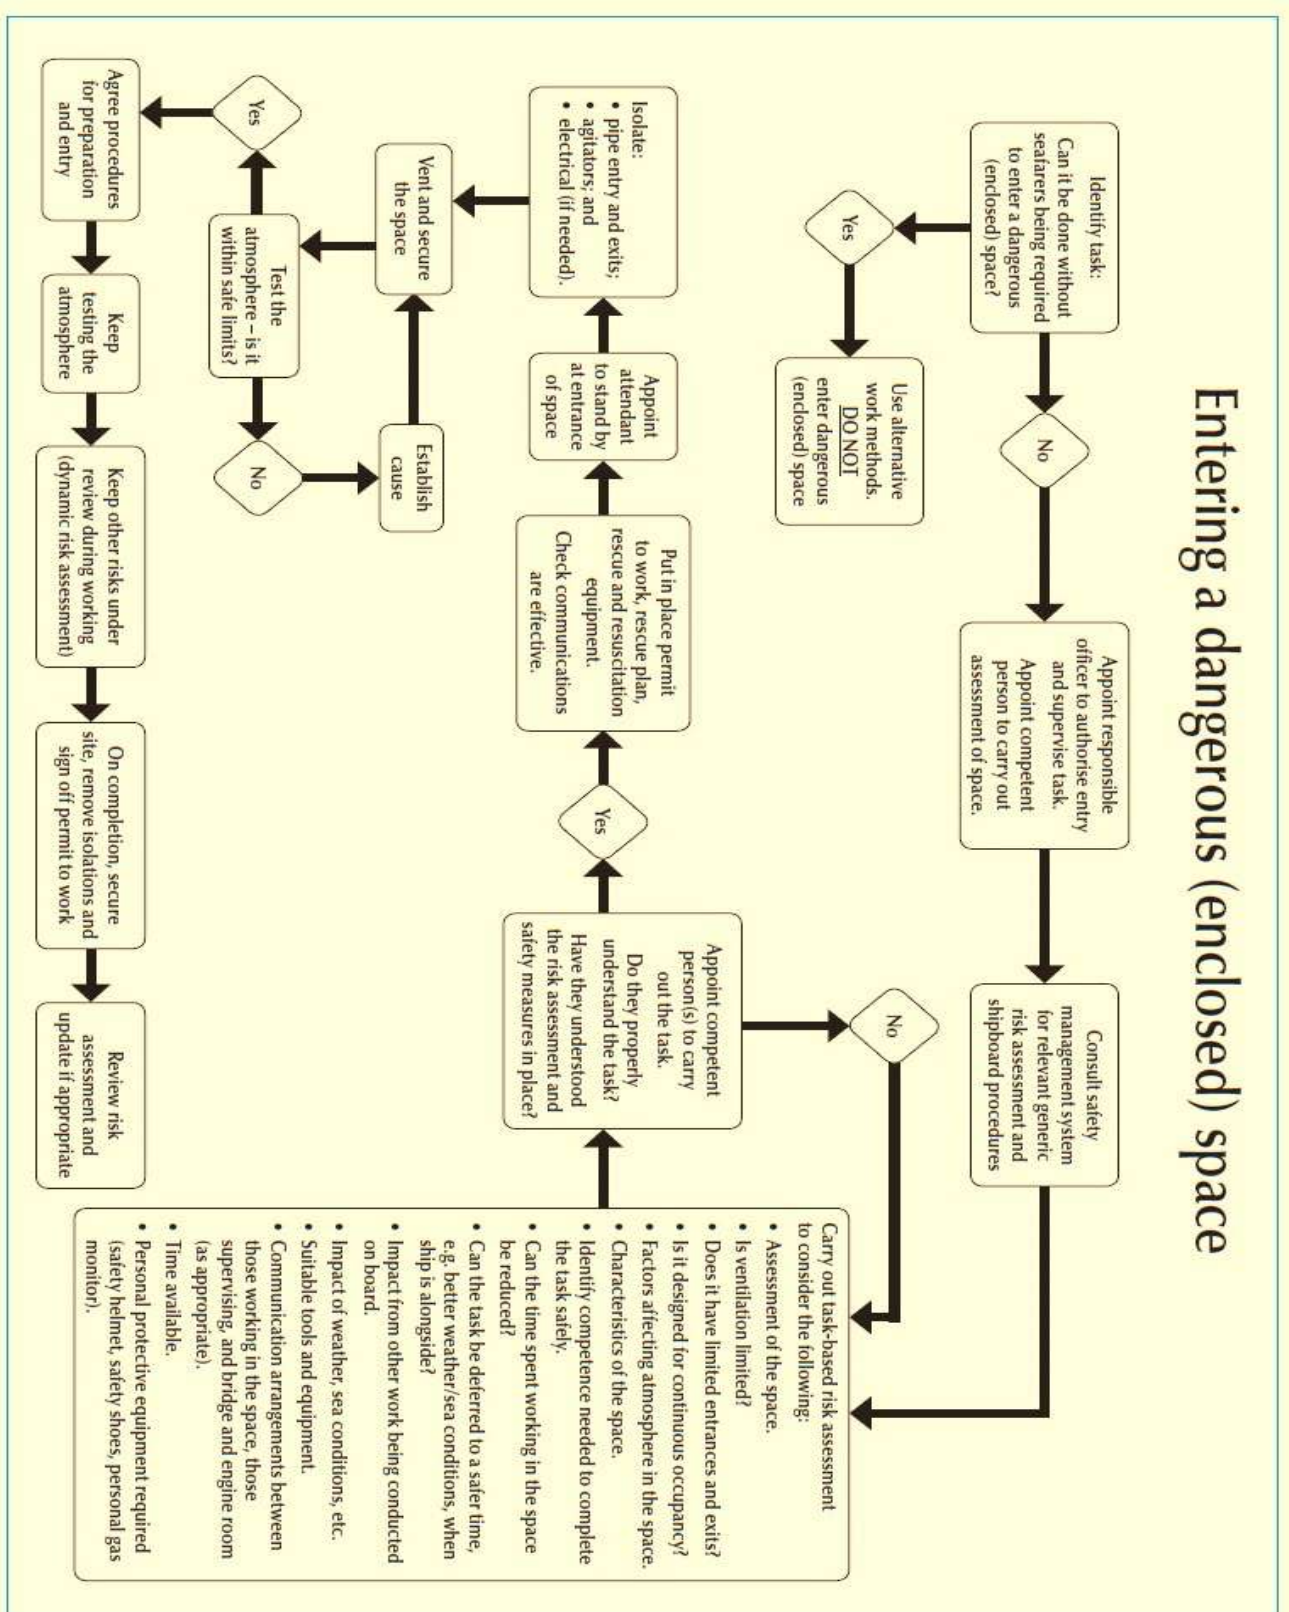 Entering a dangerous (enclosed) space
Identify task:
Can it be done without
seafarers being required
to enter a dangerous
(enclosed) space?
No
Appoint responsible
officer to authorise entry
and supervise task.
Appoint competent
person to carry out
assessment of space.
Consult safety
management system
for relevant generic
risk assessment and
shipboard procedures
Yes
Use alternative
work methods.
DO NOT
enter dangerous
(enclosed) space
No
Carry out task-based risk assessment
to consider the following:
• Assessment of the space.
• Is ventilation limited?
• Does it have limited entrances and exits?
• Is it designed for continuous occupancy?
• Factors affecting atmosphere in the space.
• Characteristics of the space.
• Identify competence needed to complete
the task safely.
• Can the time spent working in the space
be reduced?
• Can the task be deferred to a safer time,
e.g. better weather/sea conditions, when
ship is alongside?
• Impact from other work being conducted
on board.
• Impact of weather, sea conditions, etc.
• Suitable tools and equipment.
• Communication arrangements between
those working in the space, those
supervising, and bridge and engine room
(as appropriate).
• Time available.
• Personal protective equipment required
(safety helmet, safety shoes, personal gas
monitor).
Appoint competent
person(s) to carry
out the task.
Do they properly
understand the task?
Have they understood
the risk assessment and
safety measures in place?
Yes
Put in place permit
to work, rescue plan,
rescue and resuscitation
equipment.
Check communications
are effective.
Appoint
attendant
to stand by
at entrance
of space
Isolate:
• pipe entry and exits;
• agitators; and
• electrical (if needed).
Vent and secure
the space
Establish
cause
Test the
atmosphere – is it
within safe limits?
No
Yes
Agree procedures
for preparation
and entry
Keep
testing the
atmosphere
Keep other risks under
review during working
(dynamic risk assessment)
On completion, secure
site, remove isolations and
sign off permit to work
Review risk
assessment and
update if appropriate